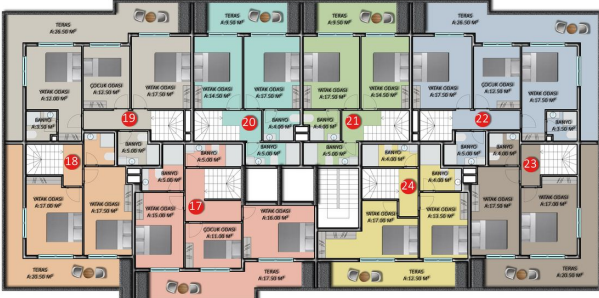 TERAS
A:26.50 M²
TERAS
A:9.50 M²
TERAS
A:9.50 M²
TERAS
A:26.50 M²
YATAK ODASI
A:12.00 M²
ÇOCUK ODASI
A:12.50 M²
YATAK ODASI
A:17.50 M²
YATAK ODASI
A:14.50 M²
YATAK ODASI
A:17.50 M²
YATAK ODASI
A:17.50 M²
YATAK ODASI
A:14.50 M²
YATAK ODASI
A:17.50 M²
ÇOCUK ODASI
A:12.50 M²
YATAK ODASI
A:17.50 M²
BANYO
A:3.50 M²
19
20
BANYO
A:4.00 M²
BANYO
A:4.00 M²
21
22
BANYO
A:3.50 M²
18
BANYO
A:5.00 M²
BANYO
A:5.00 M²
BANYO
BANYO
A:5.00 M²
BANYO
A:4.00 M²
BANYO
A:5.00 M²
BANYO
A:4.00 M²
23
BANYO
A:5.00 M²
BANYO
A:4.00 M²
24
17
YATAK ODASI
A:17.00 M²
YATAK ODASI
A:17.50 M²
YATAK ODASI
A:15.00 M²
ÇOCUK ODASI
A:11.00 M²
YATAK ODASI
A:16.00 M²
YATAK ODASI
A:17.00 M²
YATAK ODASI
A:13.50 M²
YATAK ODASI
A:17.50 M²
YATAK ODASI
A:17.00 M²
TERAS
A:20.50 M²
TERAS
A:17.50 M²
TERAS
A:12.50 M²
TERAS
A:20.50 M²